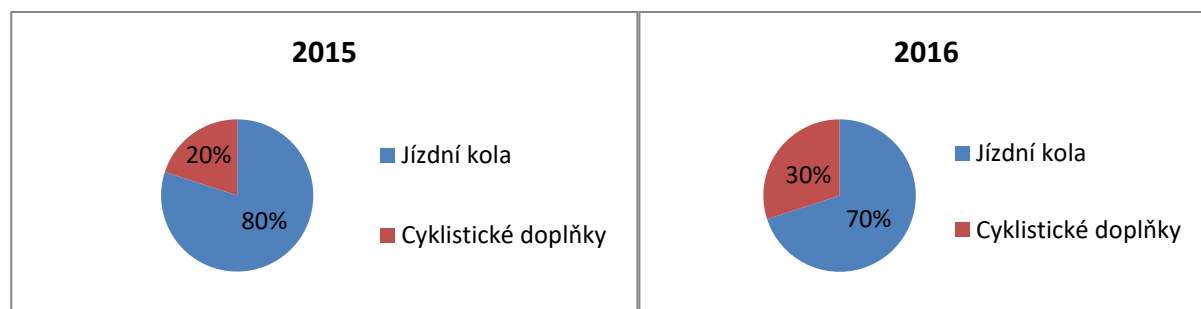 2015
20%
80%
Jízdní kola
Cyklistické doplňky
2016
30%
70%
Jízdní kola
Cyklistické doplňky